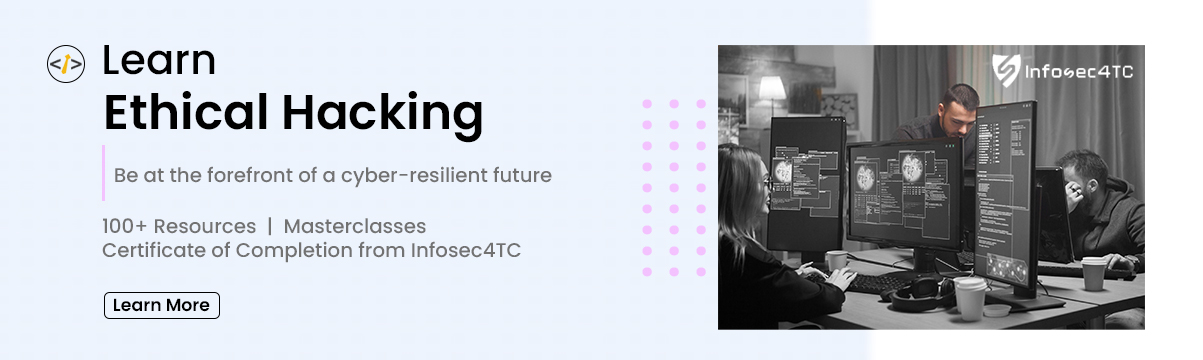 </>
Learn
Ethical Hacking
Be at the forefront of a cyber-resilient future
100+ Resources | Masterclasses
Certificate of Completion from Infosec4TC
Learn More
Infosec4TC